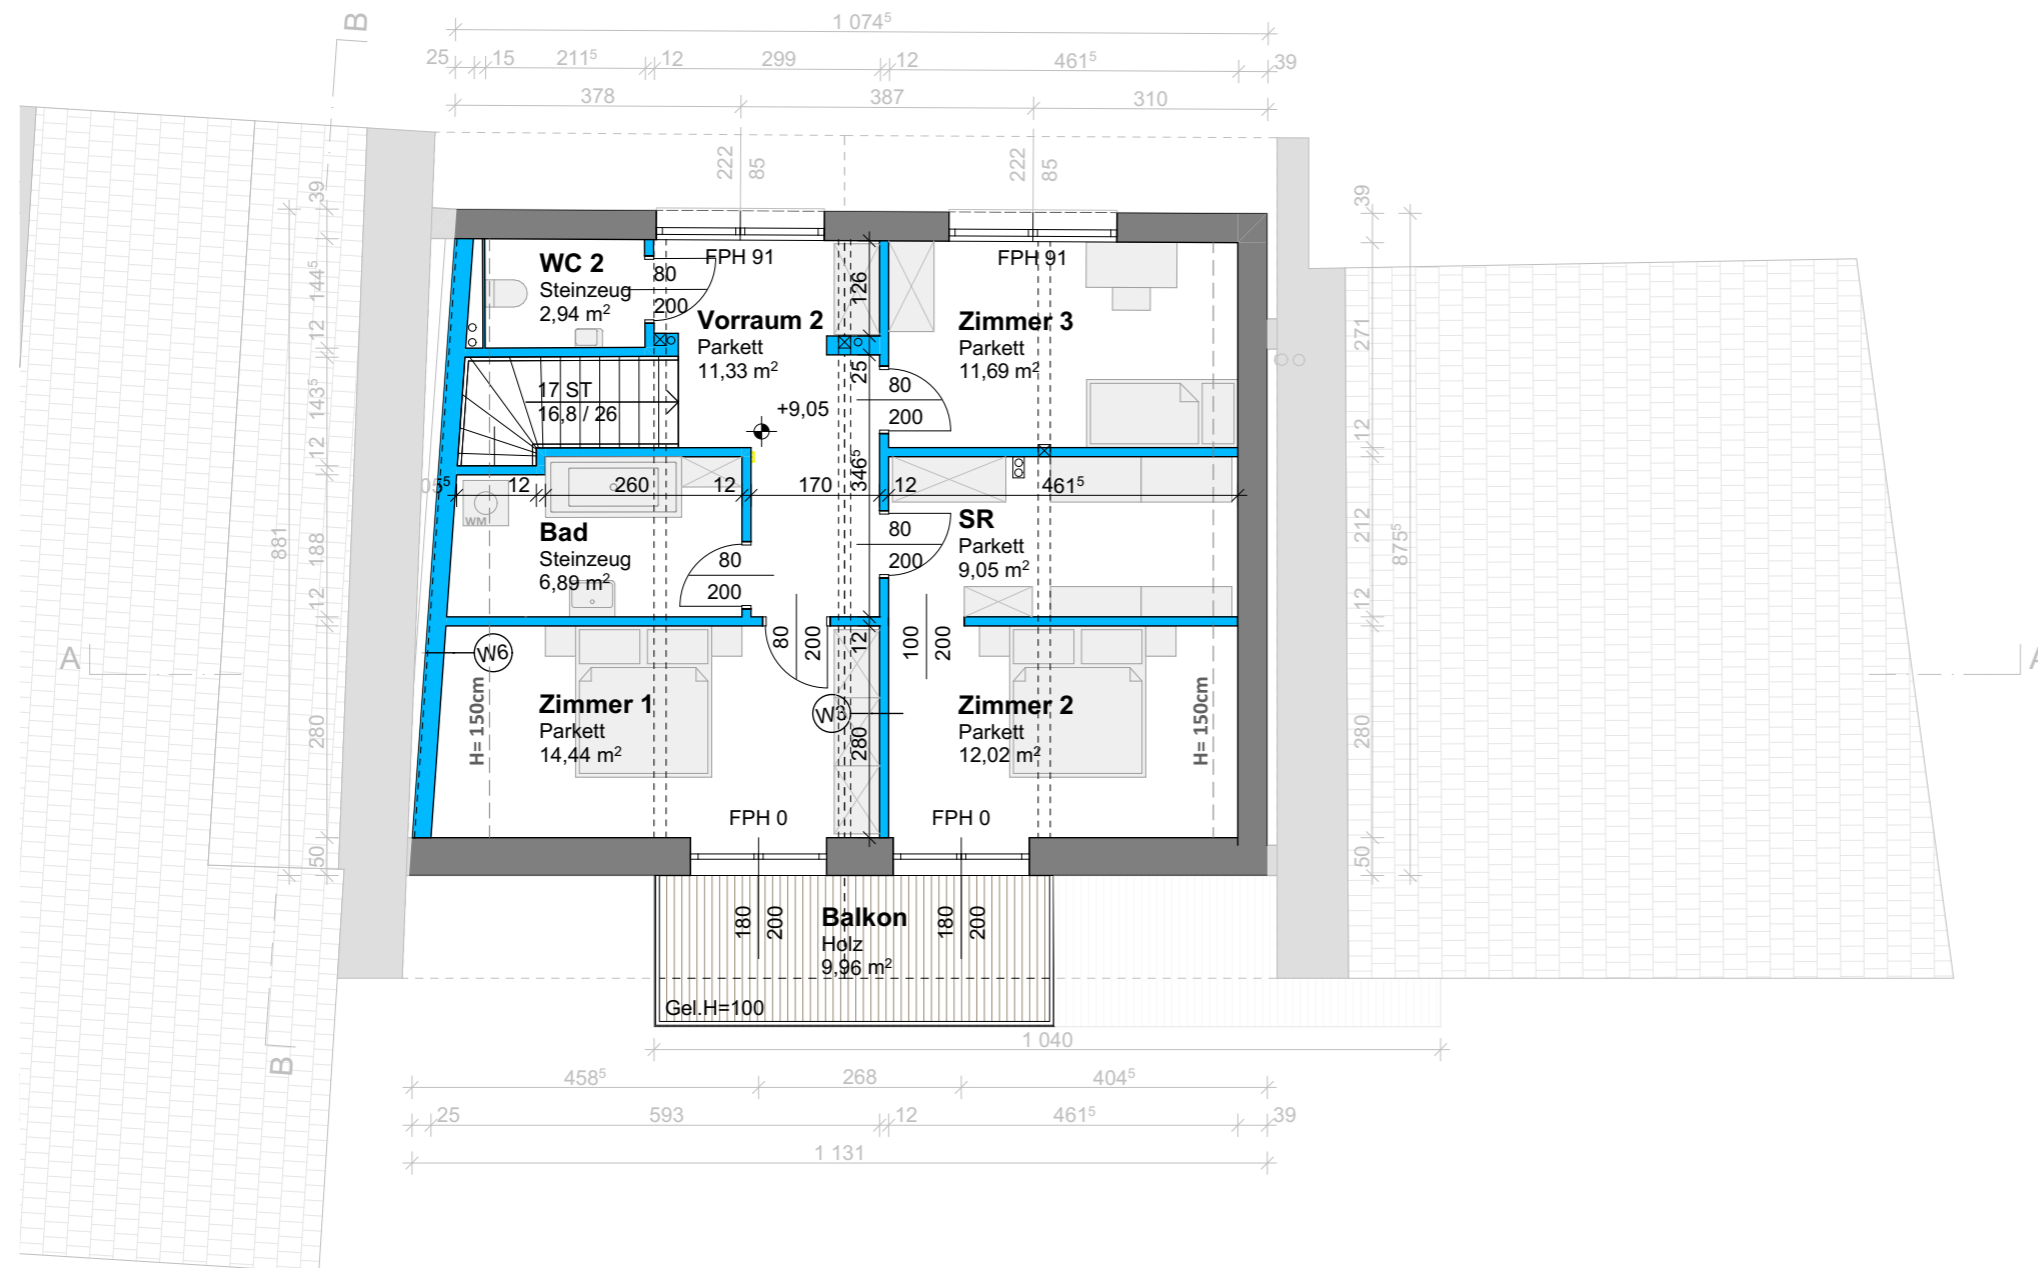 B
1 074⁵
25 15 211⁵ 12 299 12 461⁵ 39
378 387 310
222 85 222 85
39 144⁵ 12 143⁵ 12 188 12 280 50
881
39 271 12 212 12 280 50
875⁵
FPH 91
FPH 91
WC 2
Steinzeug
2,94 m²
80
200
Vorraum 2
Parkett
11,33 m²
126
25
Zimmer 3
Parkett
11,69 m²
80
200
17 ST
16,8 / 26
+9,05
346⁵
12 260 12 170 12 461⁵
WM
Bad
Steinzeug
6,89 m²
80
200
SR
Parkett
9,05 m²
80
200
80
200
12
100
200
A
A
W6
H= 150cm
Zimmer 1
Parkett
14,44 m²
W3
280
Zimmer 2
Parkett
12,02 m²
H= 150cm
FPH 0
FPH 0
180
200
180
200
Balkon
Holz
9,96 m²
Gel.H=100
B
1 040
458⁵ 268 404⁵
25 593 12 461⁵ 39
1 131